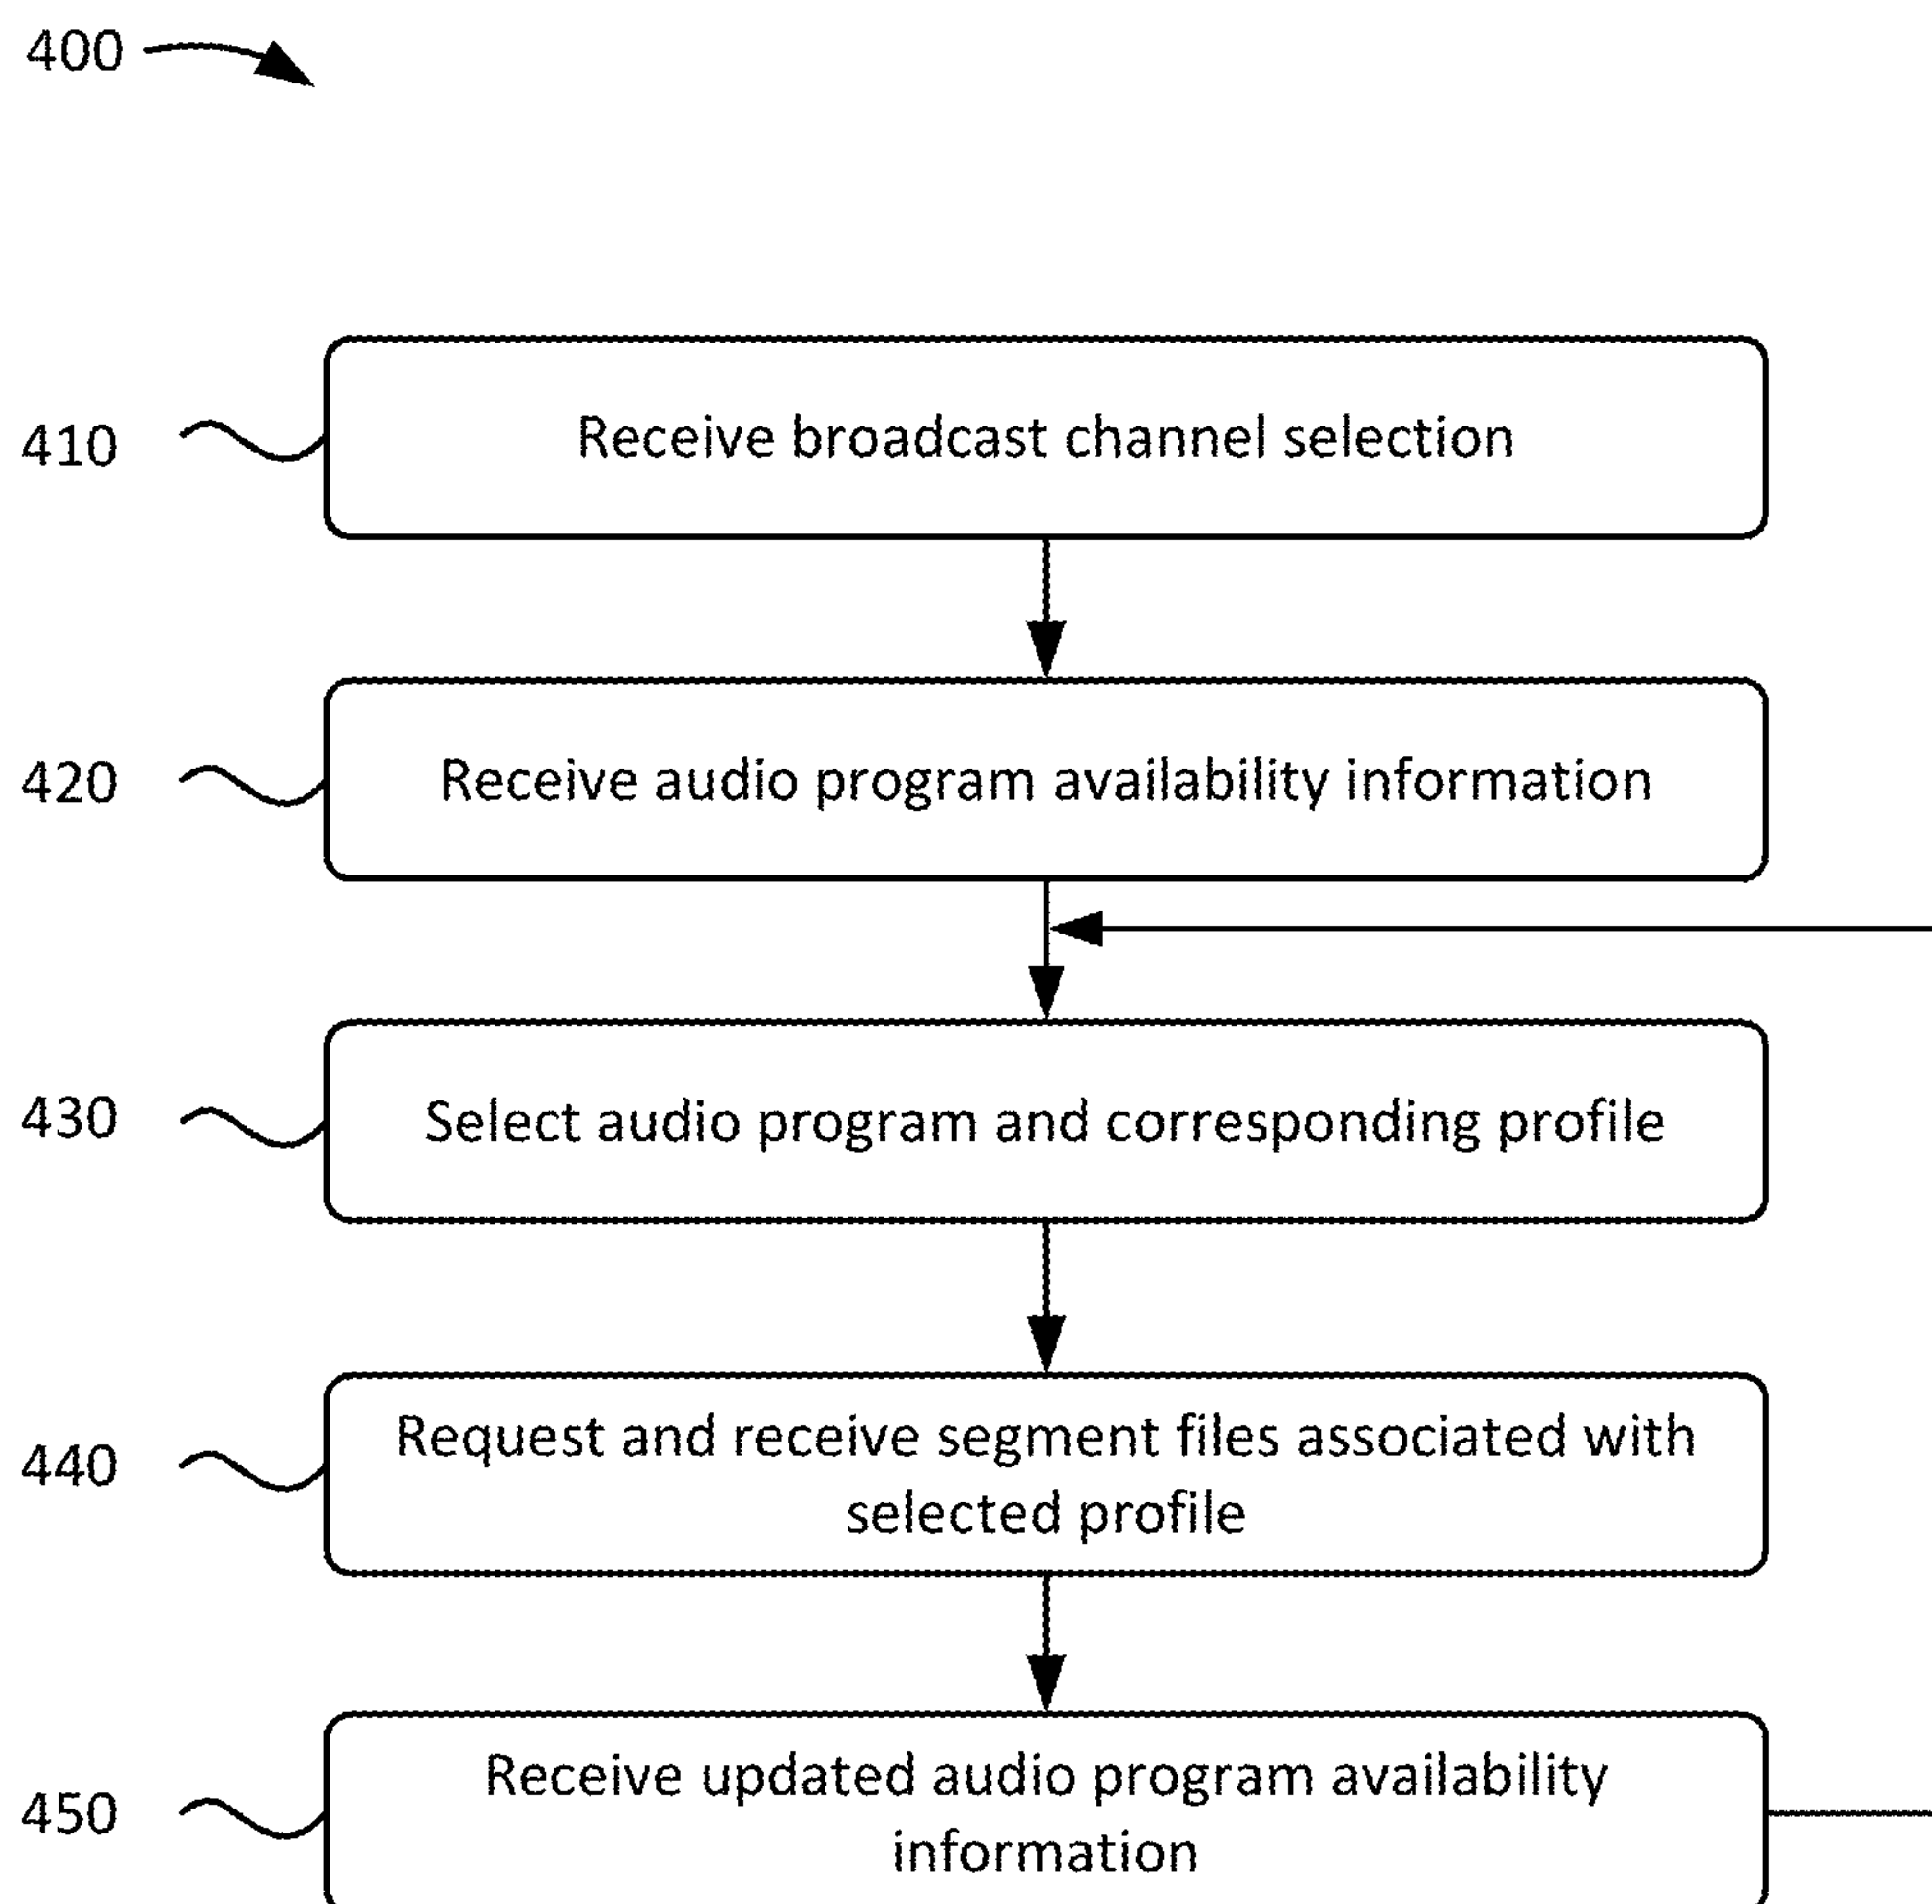 400
410
Receive broadcast channel selection
420
Receive audio program availability information
430
Select audio program and corresponding profile
440
Request and receive segment files associated with
selected profile
450
Receive updated audio program availability
information